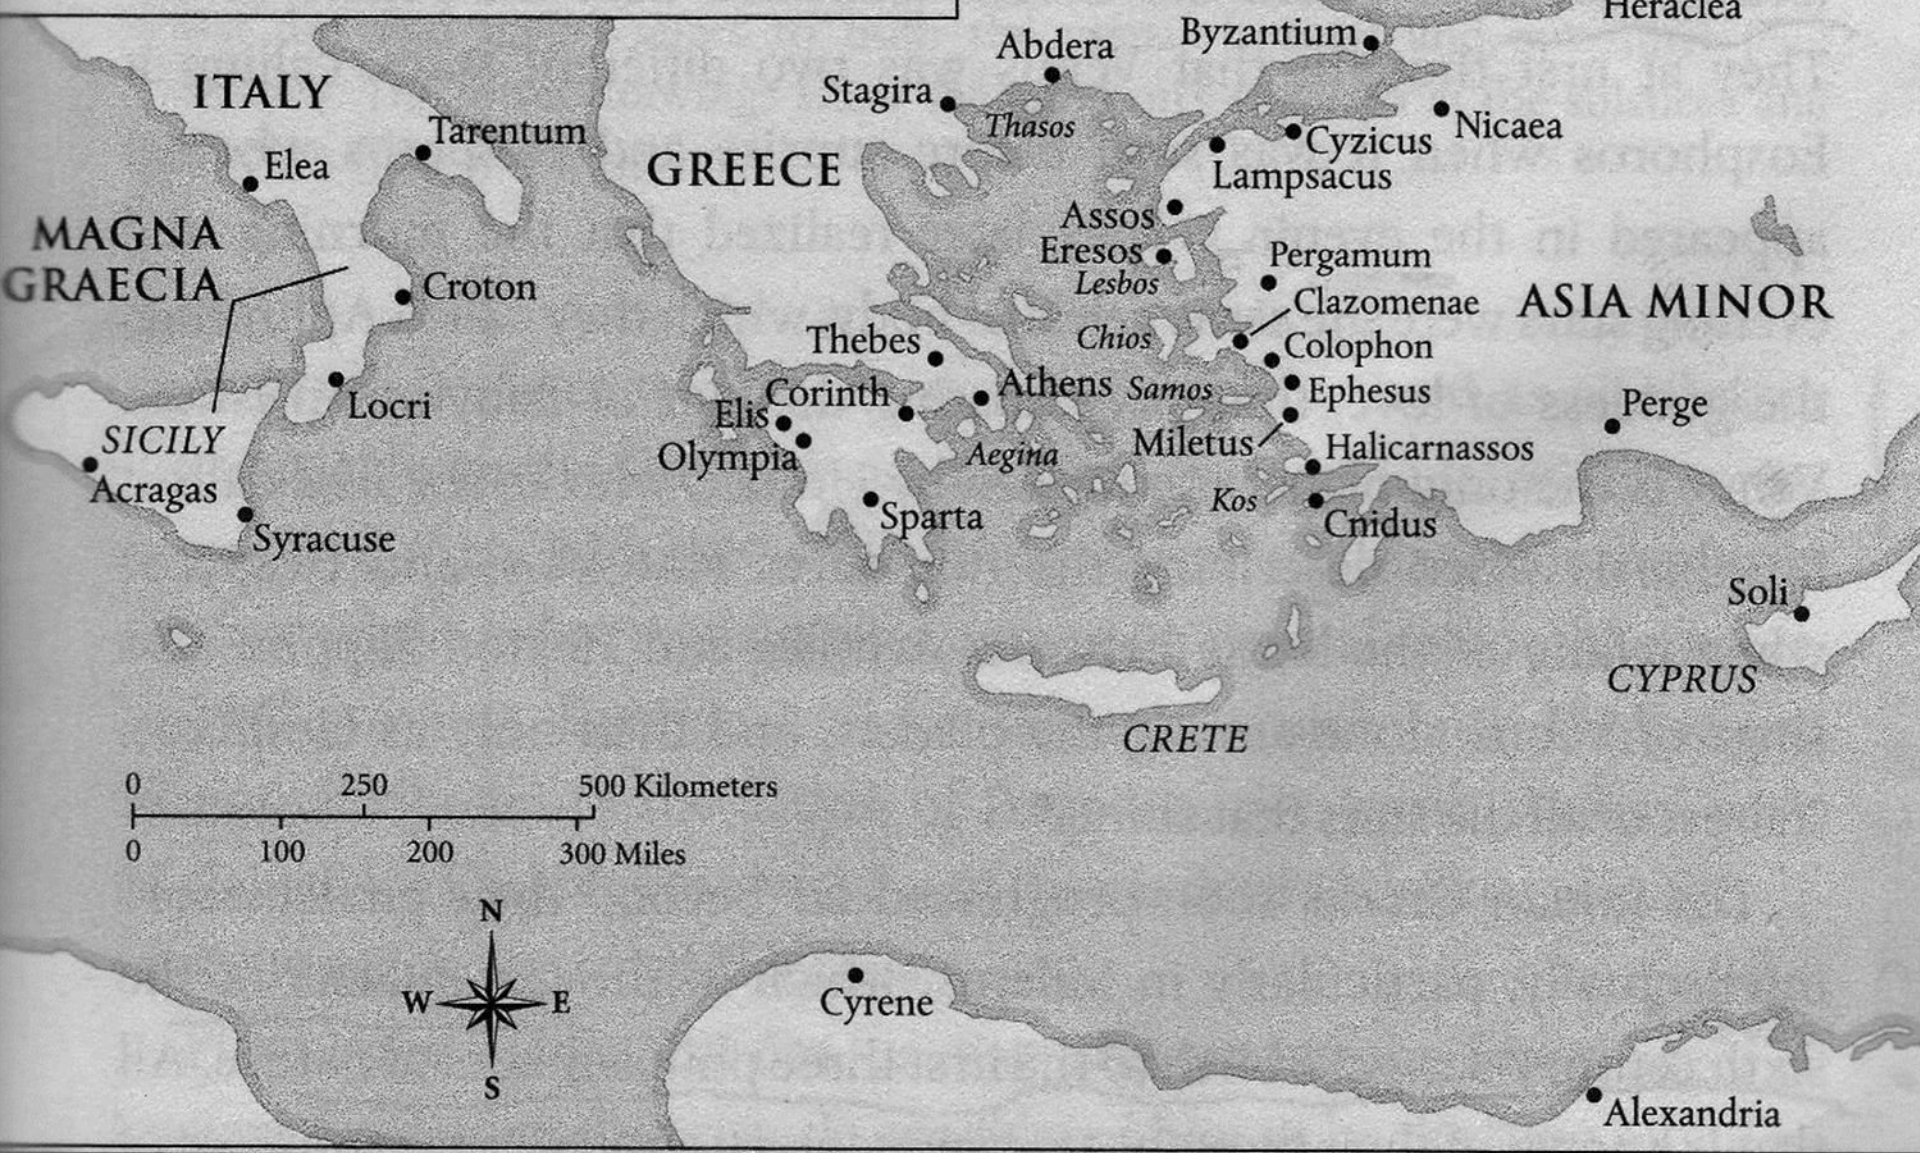 Heraclea
Byzantium
Abdera
Stagira
Thasos
ITALY
Tarentum
Elea
GREECE
Cyzicus
Nicaea
Lampsacus
MAGNA
GRAECIA
Assos
Eresos
Lesbos
Pergamum
Clazomenae
ASIA MINOR
Croton
Chios
Colophon
Thebes
Corinth
Athens
Samos
Ephesus
Locri
Elis
Olympia
Aegina
Miletus
Halicarnassos
Perge
SICILY
Acragas
Syracuse
Sparta
Kos
Cnidus
Soli
CYPRUS
CRETE
0 250 500 Kilometers
0 100 200 300 Miles
N
W E
S
Cyrene
Alexandria